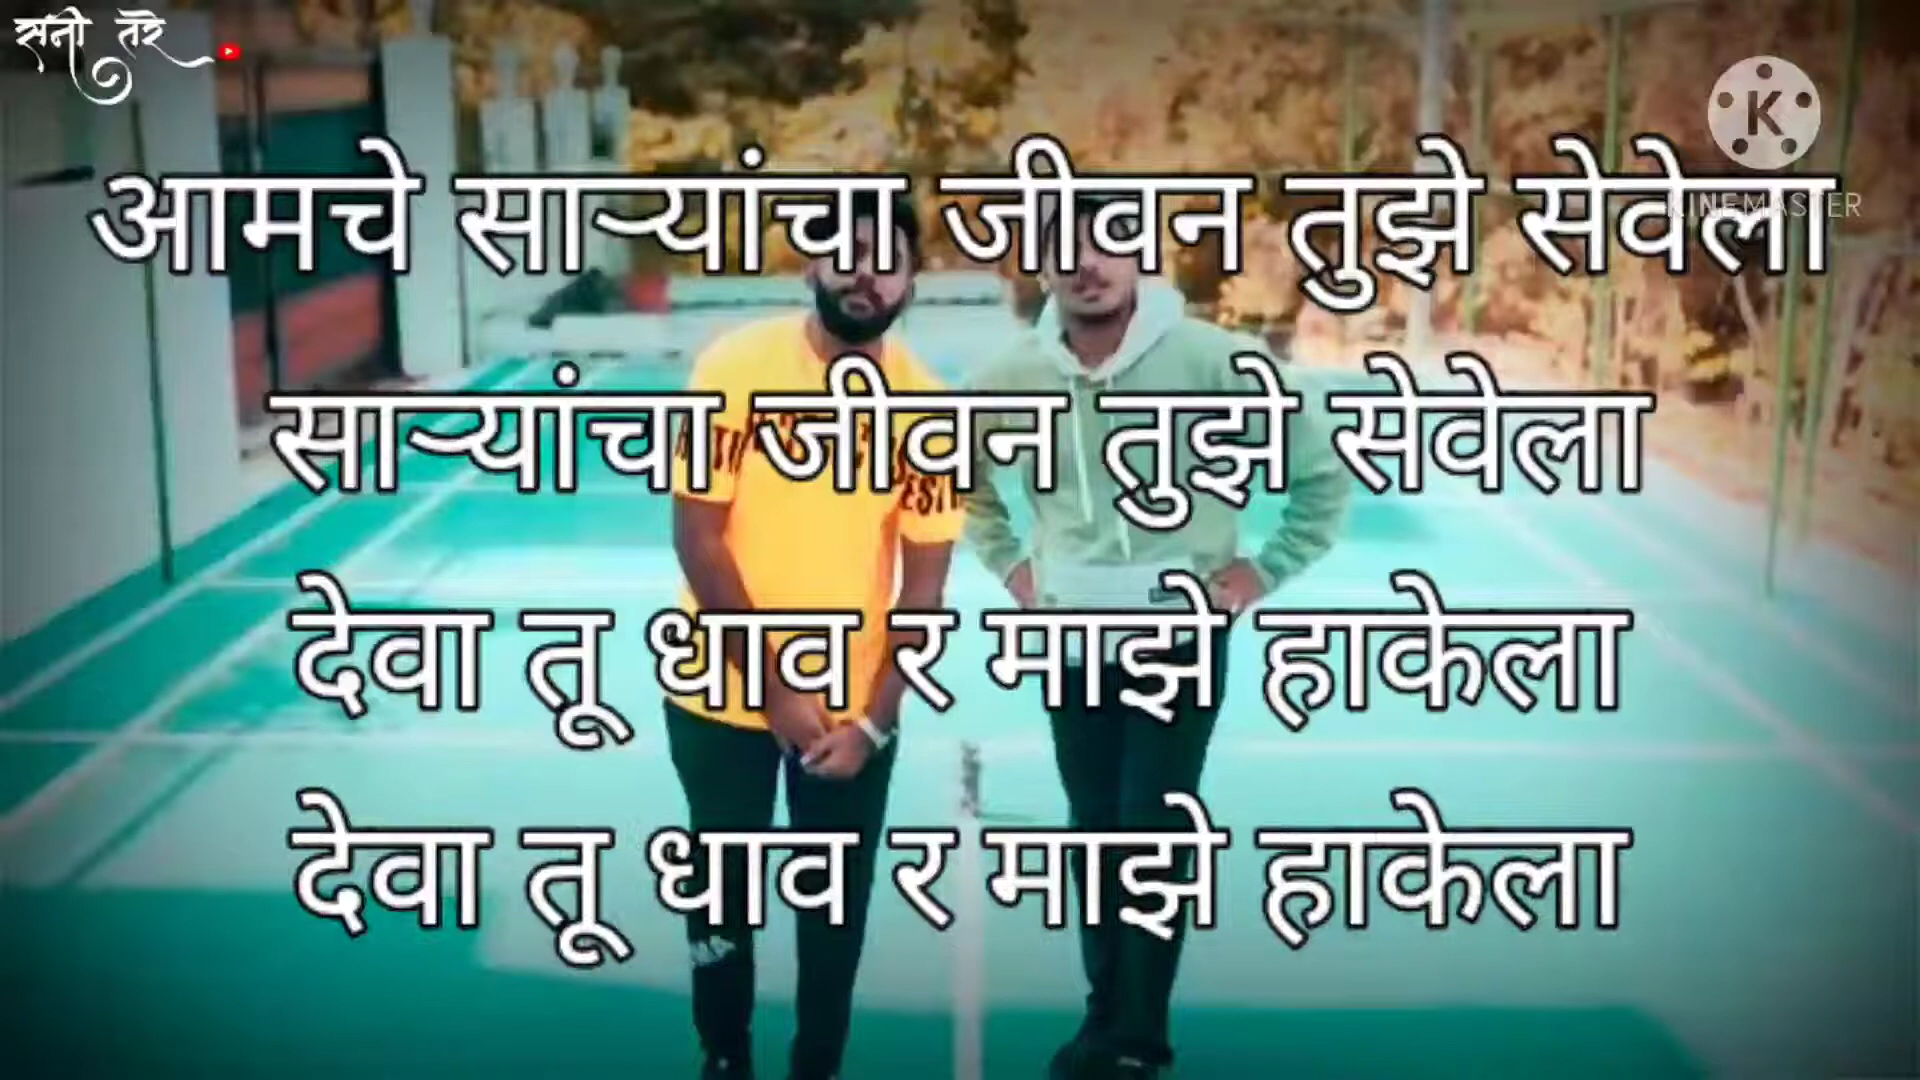 सनी तरे
KINEMASTER
आमचे साऱ्यांचा जीवन तुझे सेवेला
साऱ्यांचा जीवन तुझे सेवेला
देवा तू धाव र माझे हाकेला
देवा तू धाव र माझे हाकेला